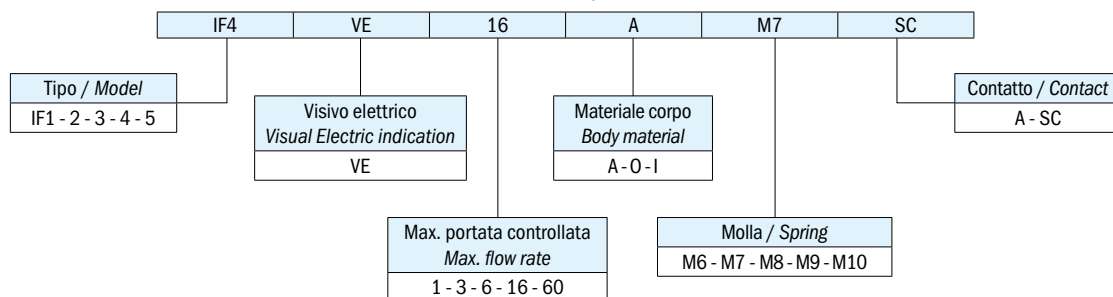 IF4 VE 16 A M7 SC
Tipo / Model
IF1 - 2 - 3 - 4 - 5
Visivo elettrico
Visual Electric indication
VE
Materiale corpo
Body material
A - O - I
Contatto / Contact
A - SC
Max. portata controllata
Max. flow rate
1 - 3 - 6 - 16 - 60
Molla / Spring
M6 - M7 - M8 - M9 - M10